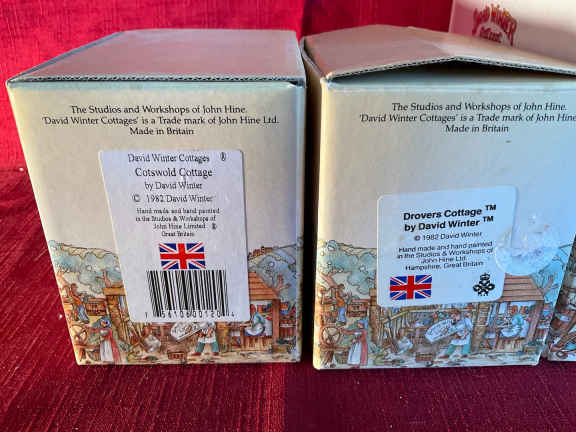 DAVID WINTER
The Studios and Workshops of John Hine.
'David Winter Cottages' is a Trade mark of John Hine Ltd.
Made in Britain
David Winter Cottages ®
Cotswold Cottage
by David Winter
© 1982 David Winter
Hand made and hand painted
in the Studios & Workshops of
John Hine Limited ®
Great Britain
The Studios and Workshops of John Hine.
'David Winter Cottages' is a Trade mark of John
Made in Britain
Drovers Cottage ™
by David Winter ™
© 1982 David Winter
Hand made and hand painted
in the Studios & Workshops of
John Hine Ltd.
Hampshire, Great Britain